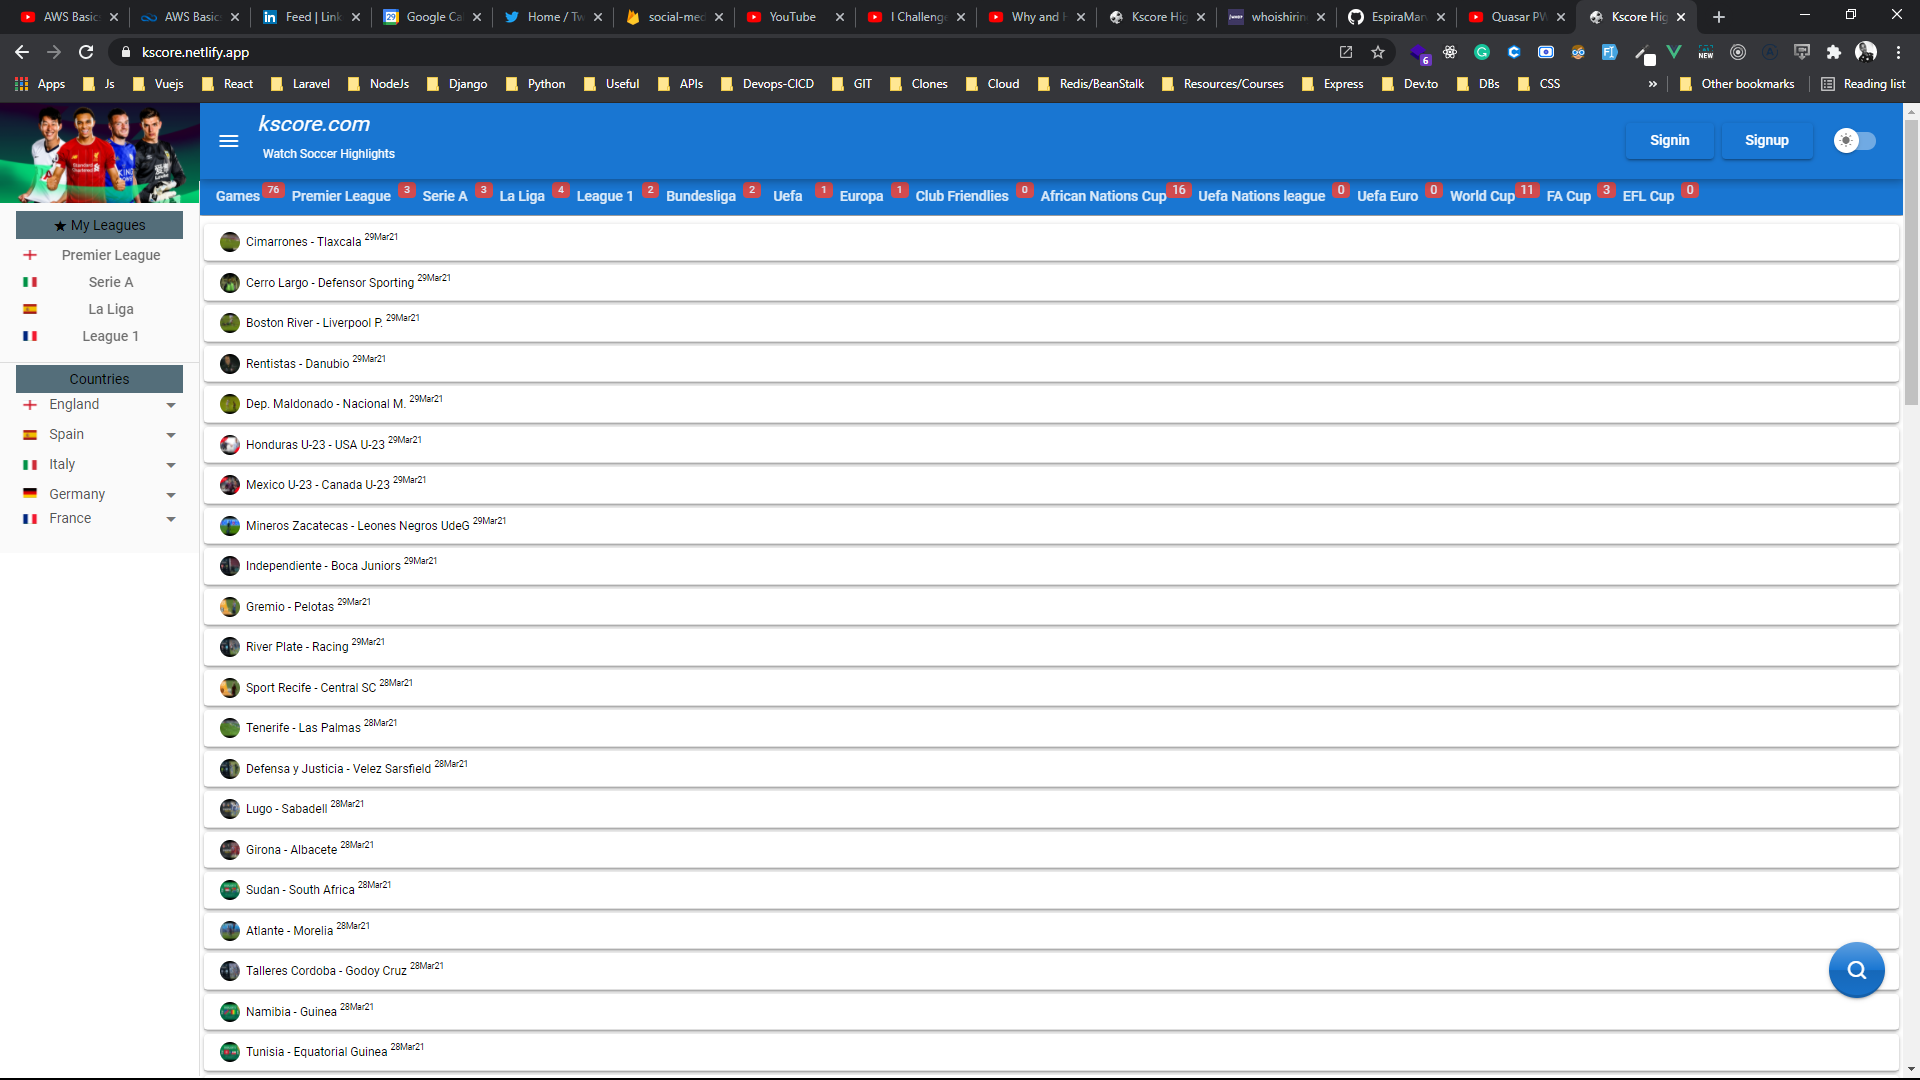 AWS Basic
AWS Basic
Feed | Link
Google Ca
Home / Tw
social-med
YouTube
I Challenge
Why and H
Kscore Hig
whoishirin
EspiraMar
Quasar PW
Kscore Hig
kscore.netlify.app
6
NEW
Apps
Js
Vuejs
React
Laravel
NodeJs
Django
Python
Useful
APIs
Devops-CICD
GIT
Clones
Cloud
Redis/BeanStalk
Resources/Courses
Express
Dev.to
DBs
CSS
»
Other bookmarks
Reading list
kscore.com
Watch Soccer Highlights
Signin
Signup
Games 76
Premier League 3
Serie A 3
La Liga 4
League 1 2
Bundesliga 2
Uefa 1
Europa 1
Club Friendlies 0
African Nations Cup 16
Uefa Nations league 0
Uefa Euro 0
World Cup 11
FA Cup 3
EFL Cup 0
★ My Leagues
Premier League
Serie A
La Liga
League 1
Countries
England
Spain
Italy
Germany
France
Cimarrones - Tlaxcala 29Mar21
Cerro Largo - Defensor Sporting 29Mar21
Boston River - Liverpool P. 29Mar21
Rentistas - Danubio 29Mar21
Dep. Maldonado - Nacional M. 29Mar21
Honduras U-23 - USA U-23 29Mar21
Mexico U-23 - Canada U-23 29Mar21
Mineros Zacatecas - Leones Negros UdeG 29Mar21
Independiente - Boca Juniors 29Mar21
Gremio - Pelotas 29Mar21
River Plate - Racing 29Mar21
Sport Recife - Central SC 28Mar21
Tenerife - Las Palmas 28Mar21
Defensa y Justicia - Velez Sarsfield 28Mar21
Lugo - Sabadell 28Mar21
Girona - Albacete 28Mar21
Sudan - South Africa 28Mar21
Atlante - Morelia 28Mar21
Talleres Cordoba - Godoy Cruz 28Mar21
Namibia - Guinea 28Mar21
Tunisia - Equatorial Guinea 28Mar21